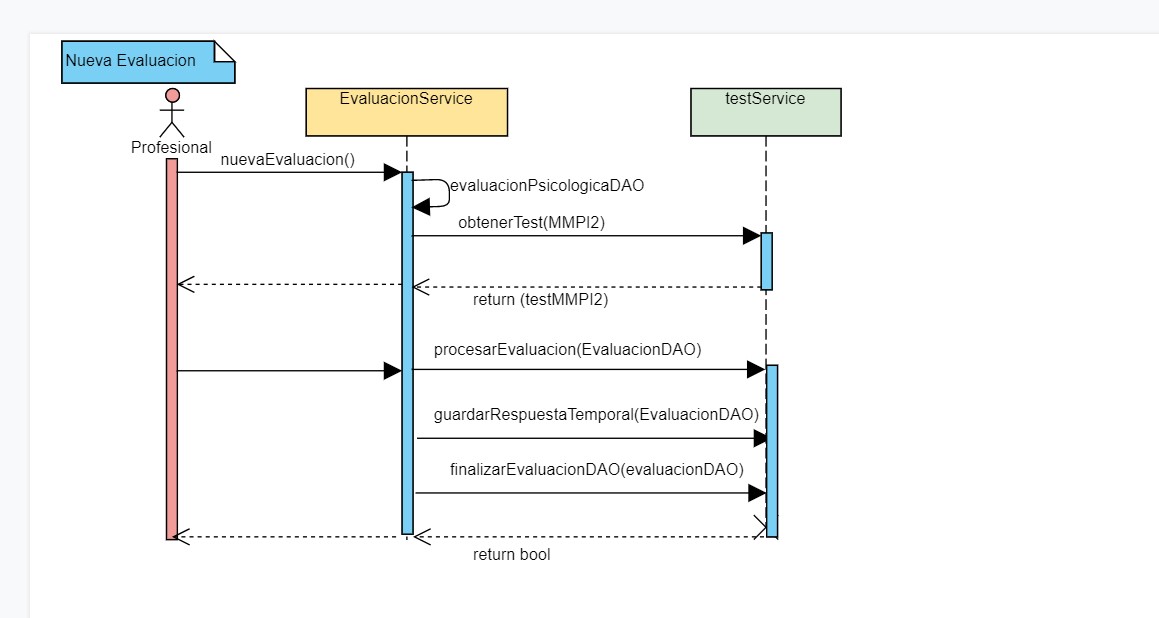 Nueva Evaluacion
EvaluacionService
testService
Profesional
nuevaEvaluacion()
evaluacionPsicologicaDAO
obtenerTest(MMPI2)
return (testMMPI2)
procesarEvaluacion(EvaluacionDAO)
guardarRespuestaTemporal(EvaluacionDAO)
finalizarEvaluacionDAO(evaluacionDAO)
return bool